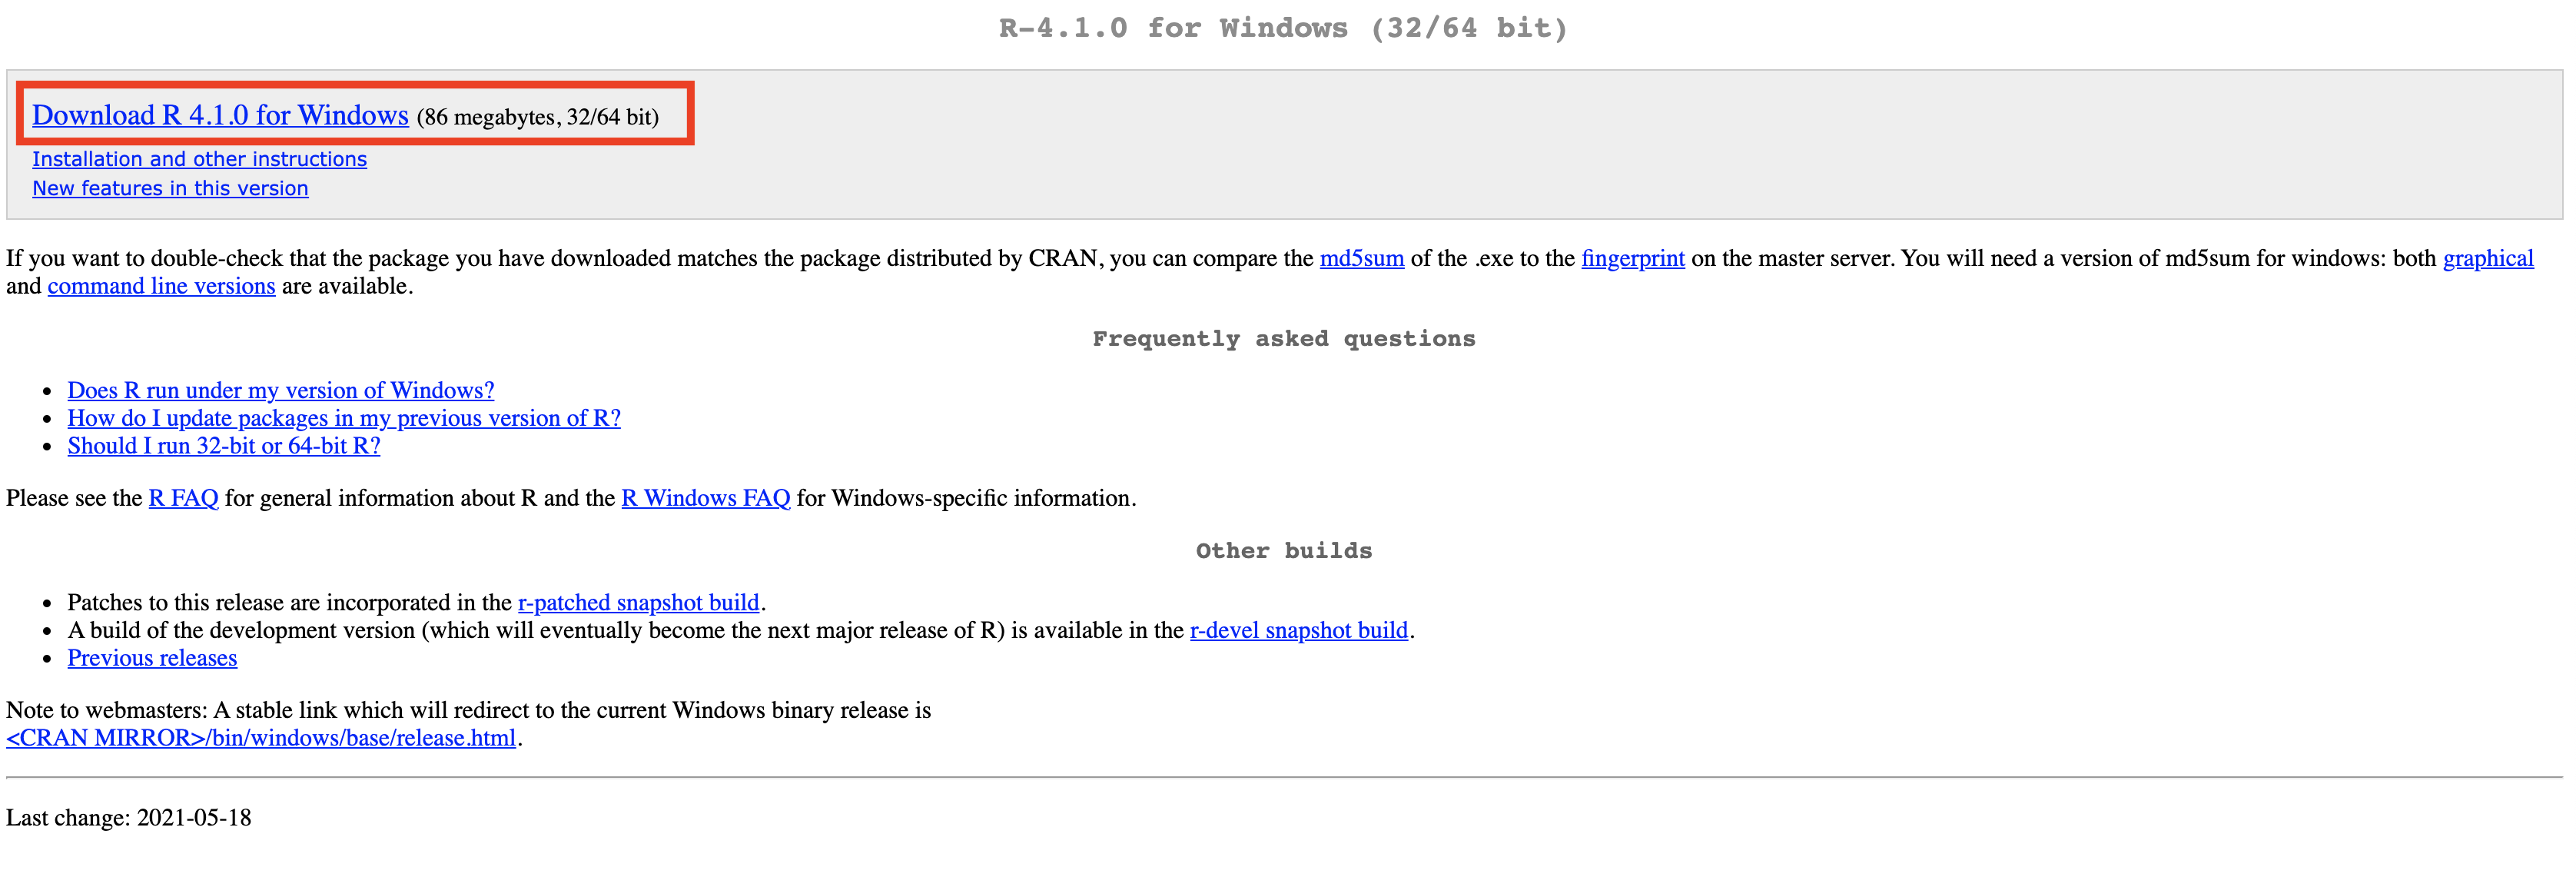 R-4.1.0 for Windows (32/64 bit)
Download R 4.1.0 for Windows (86 megabytes, 32/64 bit)
Installation and other instructions
New features in this version
If you want to double-check that the package you have downloaded matches the package distributed by CRAN, you can compare the md5sum of the .exe to the fingerprint on the master server. You will need a version of md5sum for windows: both graphical
and command line versions are available.
Frequently asked questions
• Does R run under my version of Windows?
• How do I update packages in my previous version of R?
• Should I run 32-bit or 64-bit R?
Please see the R FAQ for general information about R and the R Windows FAQ for Windows-specific information.
Other builds
• Patches to this release are incorporated in the r-patched snapshot build.
• A build of the development version (which will eventually become the next major release of R) is available in the r-devel snapshot build.
• Previous releases
Note to webmasters: A stable link which will redirect to the current Windows binary release is
<CRAN MIRROR>/bin/windows/base/release.html.
Last change: 2021-05-18